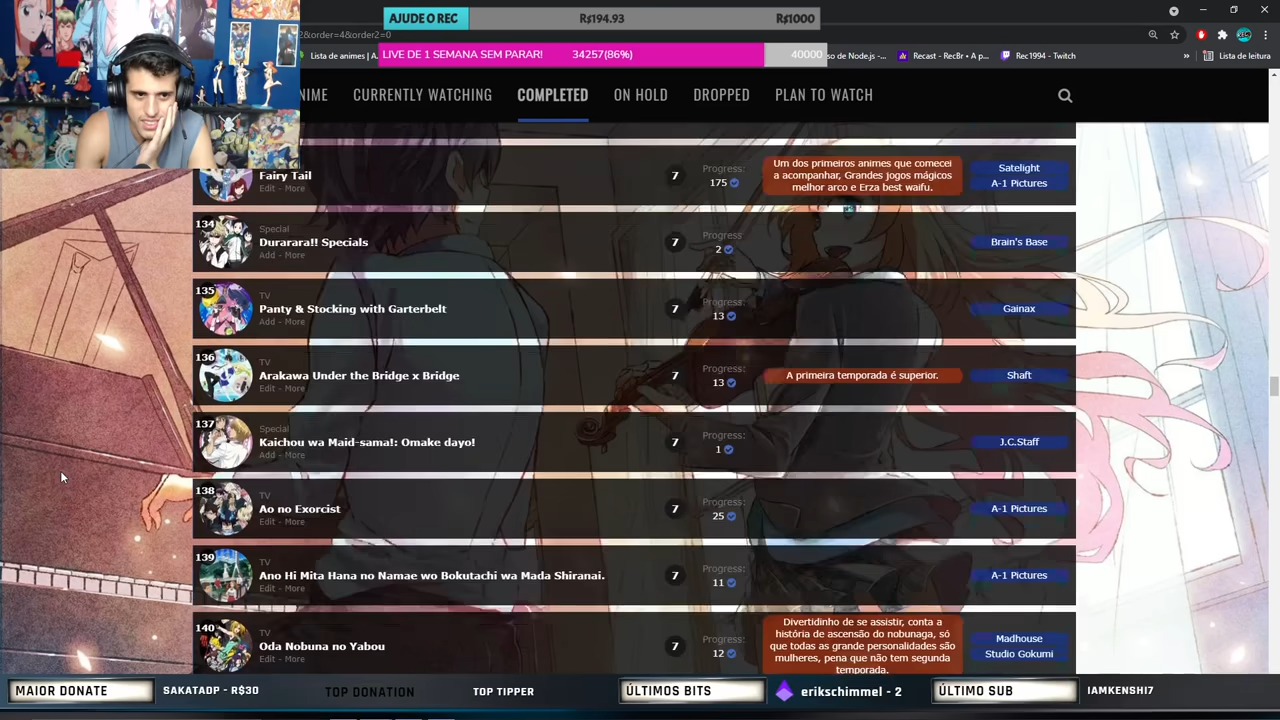 AJUDE O REC
R$194.93
R$1000
2&order=4&order2=0
LIVE DE 1 SEMANA SEM PARAR!
34257(86%)
40000
Lista de animes | A
so de Node.js -...
Recast - RecBr • A p...
Rec1994 - Twitch
»
Lista de leitura
NIME
CURRENTLY WATCHING
COMPLETED
ON HOLD
DROPPED
PLAN TO WATCH
Fairy Tail
Edit - More
7
Progress:
175
Um dos primeiros animes que comecei
a acompanhar, Grandes jogos mágicos
melhor arco e Erza best waifu.
Satelight
A-1 Pictures
134
Special
Durarara!! Specials
Add - More
7
Progress:
2
Brain's Base
135
TV
Panty & Stocking with Garterbelt
Add - More
7
Progress:
13
Gainax
136
TV
Arakawa Under the Bridge x Bridge
Edit - More
7
Progress:
13
A primeira temporada é superior.
Shaft
137
Special
Kaichou wa Maid-sama!: Omake dayo!
Add - More
7
Progress:
1
J.C.Staff
138
TV
Ao no Exorcist
Edit - More
7
Progress:
25
A-1 Pictures
139
TV
Ano Hi Mita Hana no Namae wo Bokutachi wa Mada Shiranai.
Edit - More
7
Progress:
11
A-1 Pictures
140
TV
Oda Nobuna no Yabou
Edit - More
7
Progress:
12
Divertidinho de se assistir, conta a
história de ascensão do nobunaga, só
que todas as grande personalidades são
mulheres, pena que não tem segunda
temporada.
Madhouse
Studio Gokumi
MAIOR DONATE
SAKATADP - R$30
TOP DONATION
TOP TIPPER
ÚLTIMOS BITS
erikschimmel - 2
ÚLTIMO SUB
IAMKENSHI7